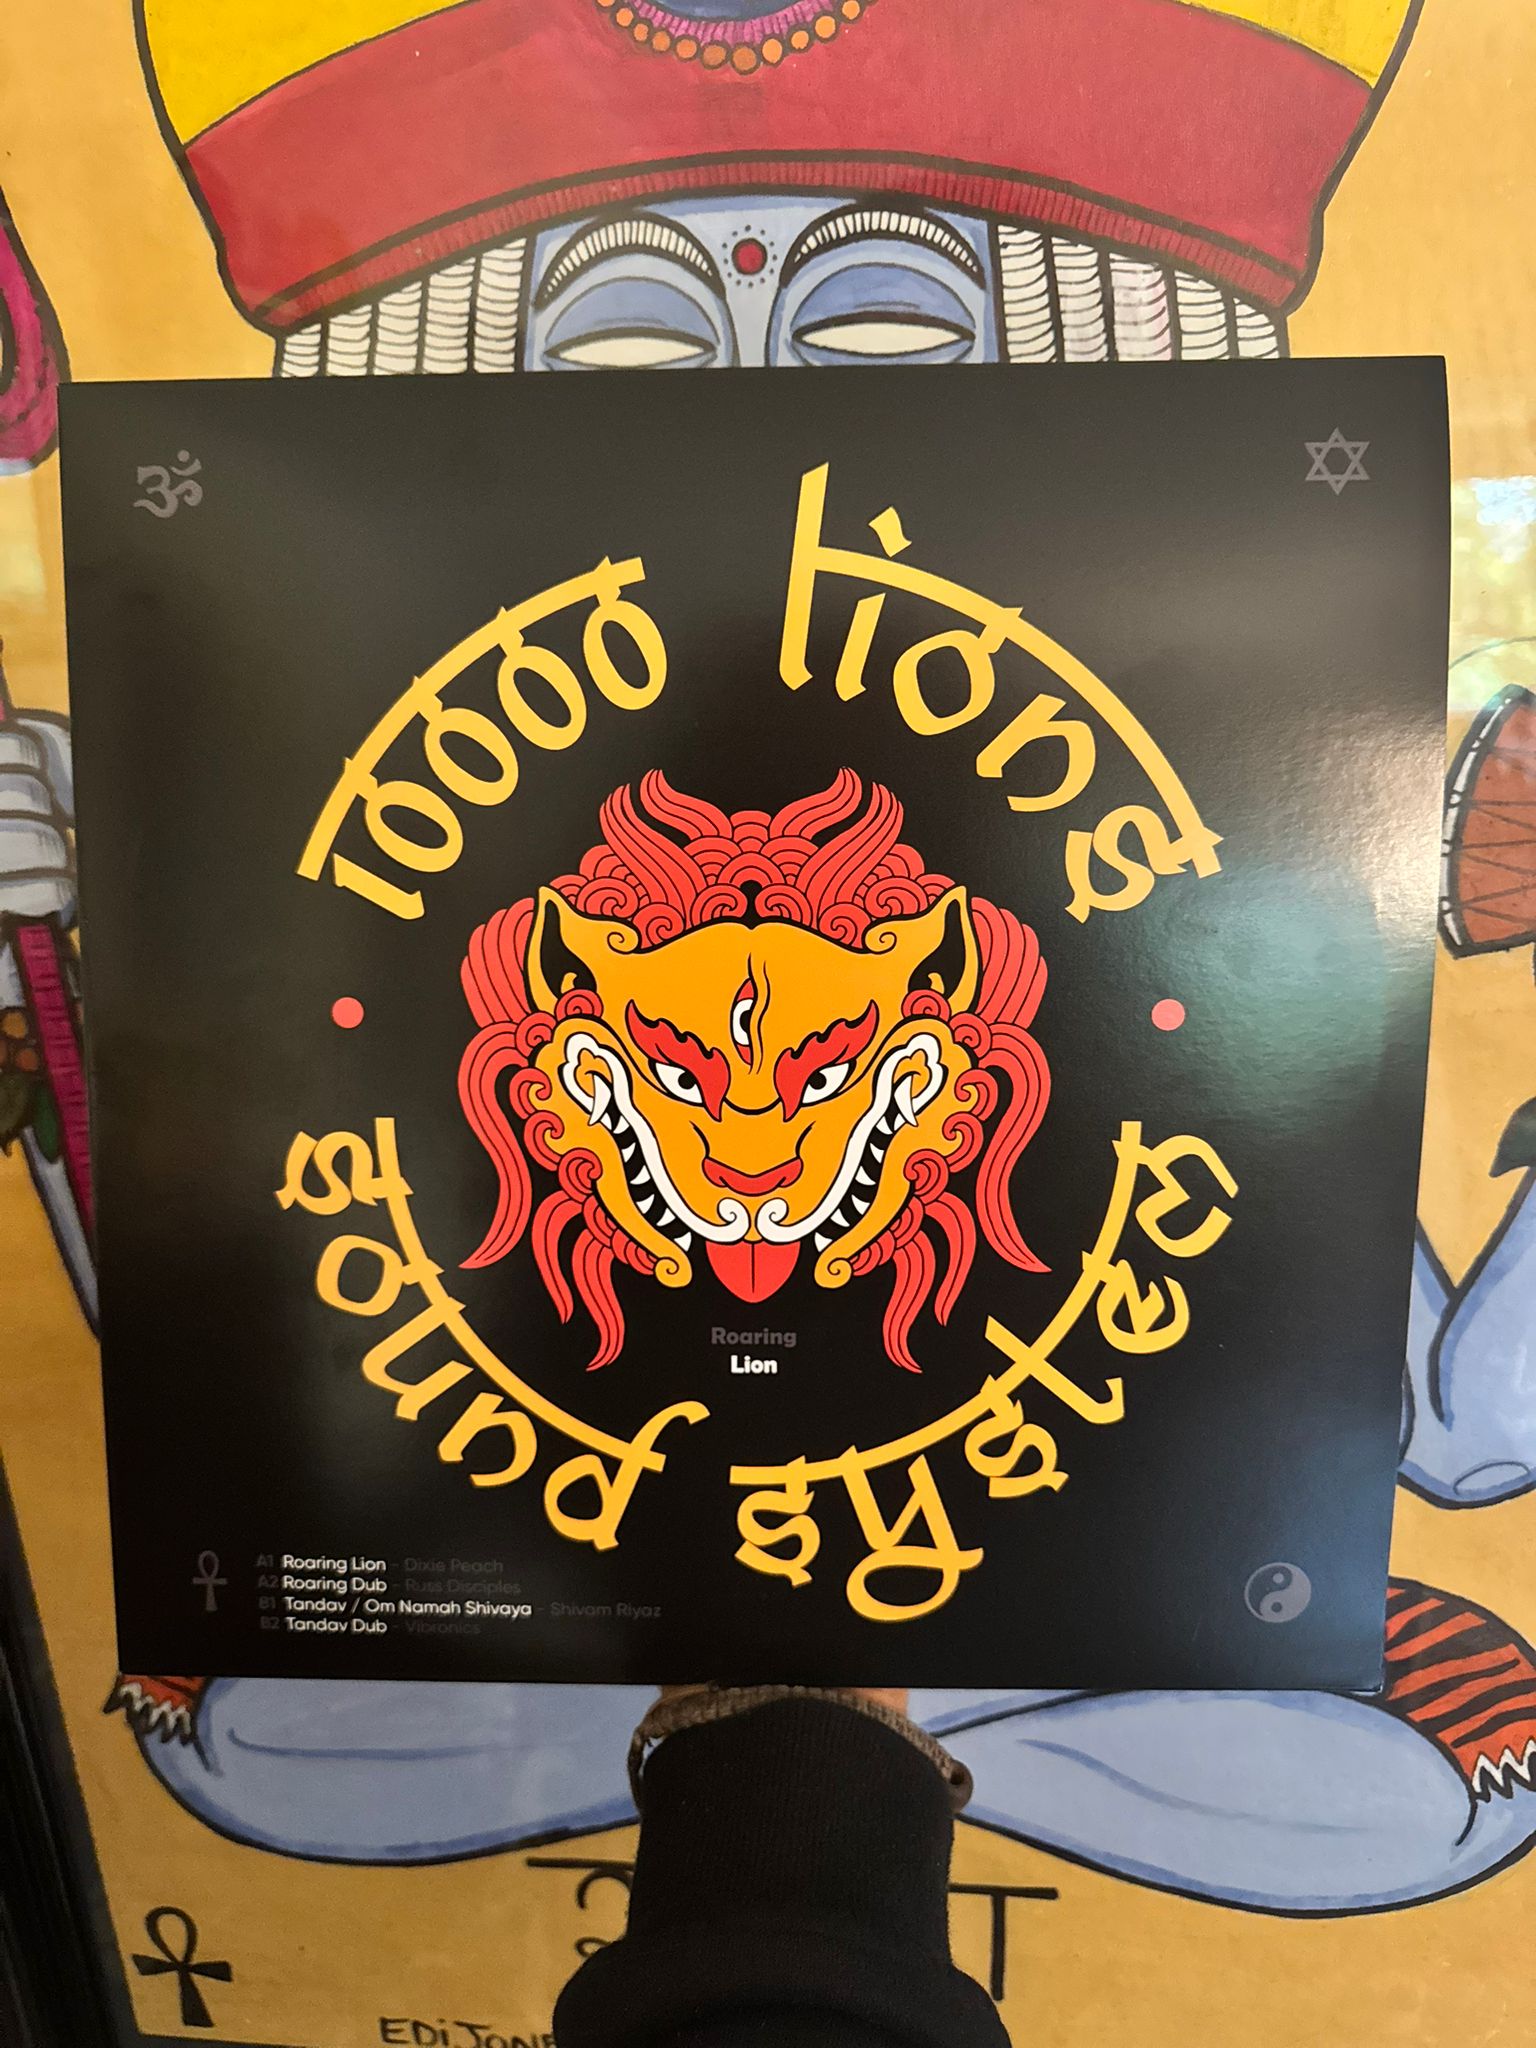 ॐ
10000 lions
sound system
Roaring
Lion
A1 Roaring Lion - Dixie Peach
A2 Roaring Dub - Russ Disciples
B1 Tandav / Om Namah Shivaya - Shivam Riyaz
B2 Tandav Dub - Vibronics
EDiJONE